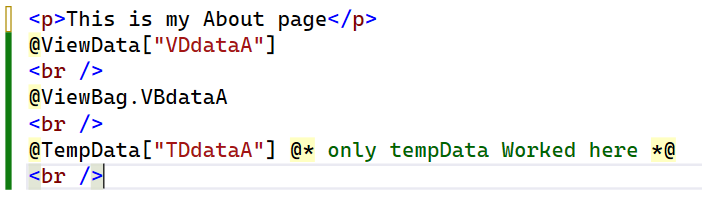 <p>This is my About page</p>
@ViewData["VDdataA"]
<br />
@ViewBag.VBdataA
<br />
@TempData["TDdataA"] @* only tempData Worked here *@
<br />